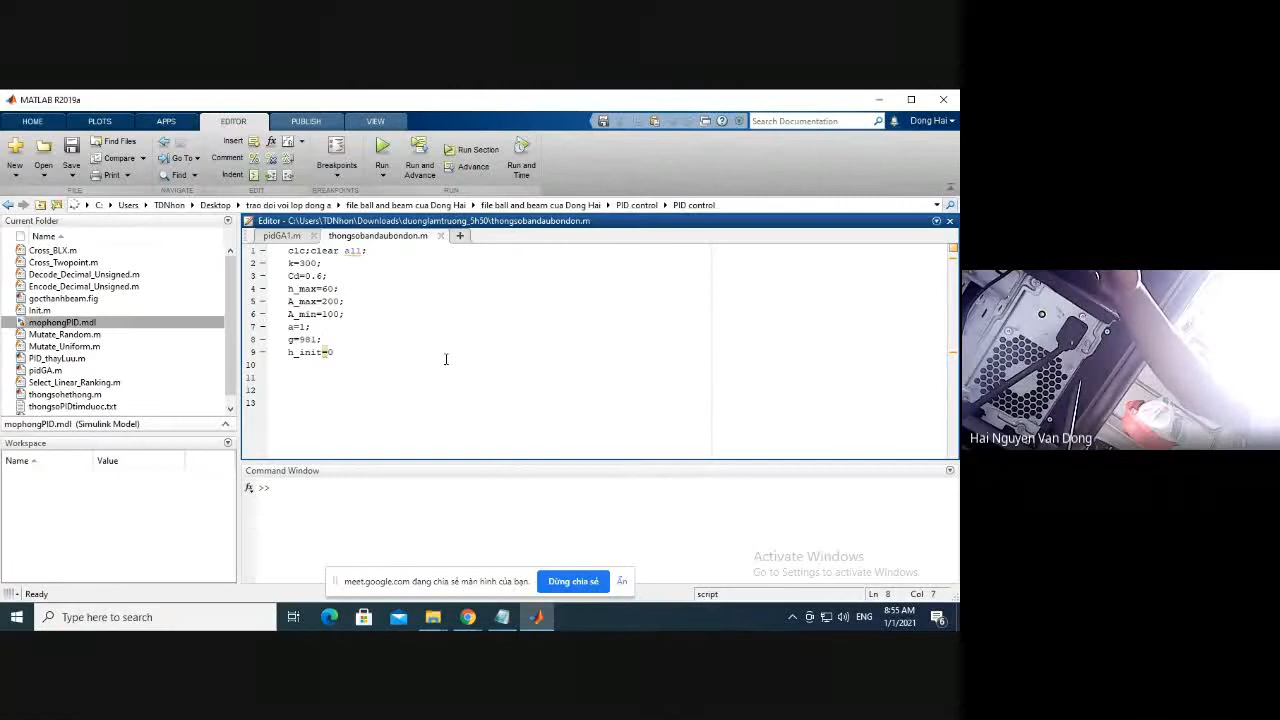 MATLAB R2019a
HOME PLOTS APPS EDITOR PUBLISH VIEW Search Documentation Dong Hai
New Open Save Find Files Compare Print Go To Find Insert Comment Indent fx Breakpoints Run Run and Advance Run Section Advance Run and Time
FILE NAVIGATE EDIT BREAKPOINTS RUN
C: Users TDNhon Desktop trao doi voi lop dong a file ball and beam cua Dong Hai file ball and beam cua Dong Hai PID control PID control
Current Folder
Name
Cross_BLX.m
Cross_Twopoint.m
Decode_Decimal_Unsigned.m
Encode_Decimal_Unsigned.m
gocthanhbeam.fig
Init.m
mophongPID.mdl
Mutate_Random.m
Mutate_Uniform.m
PID_thayLuu.m
pidGA.m
Select_Linear_Ranking.m
thongsohethong.m
thongsoPIDtimduoc.txt
mophongPID.mdl (Simulink Model)
Workspace
Name Value
Editor - C:\Users\TDNhon\Downloads\duonglamtruong_5h50\thongsobandaubondon.m
pidGA1.m thongsobandaubondon.m
1 – clc;clear all;
2 – k=300;
3 – Cd=0.6;
4 – h_max=60;
5 – A_max=200;
6 – A_min=100;
7 – a=1;
8 – g=981;
9 – h_init=0
10
11
12
13
Command Window
fx >>
Activate Windows
Go to Settings to activate Windows.
meet.google.com đang chia sẻ màn hình của bạn. Dừng chia sẻ Ẩn
Ready script Ln 8 Col 7
Type here to search ENG 8:55 AM
1/1/2021 6
Hai Nguyen Van Dong